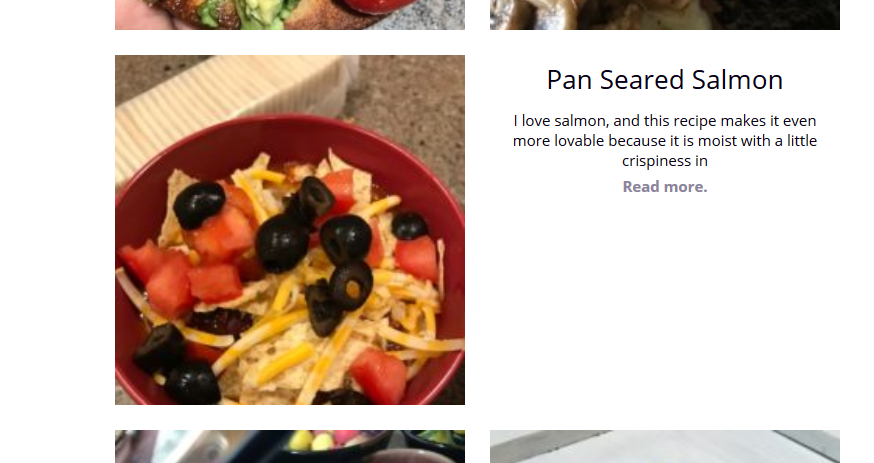 Pan Seared Salmon
I love salmon, and this recipe makes it even
more lovable because it is moist with a little
crispiness in
Read more.